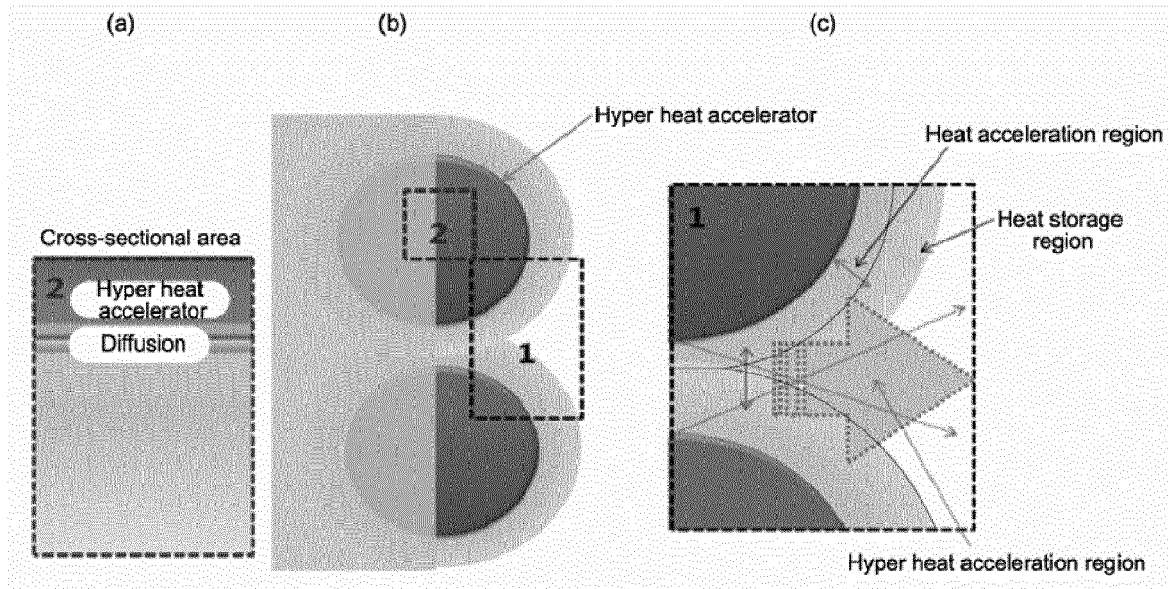 (a)
(b)
(c)
Hyper heat accelerator
Heat acceleration region
1
Heat storage
region
2
Cross-sectional area
2
Hyper heat
accelerator
Diffusion
1
Hyper heat acceleration region